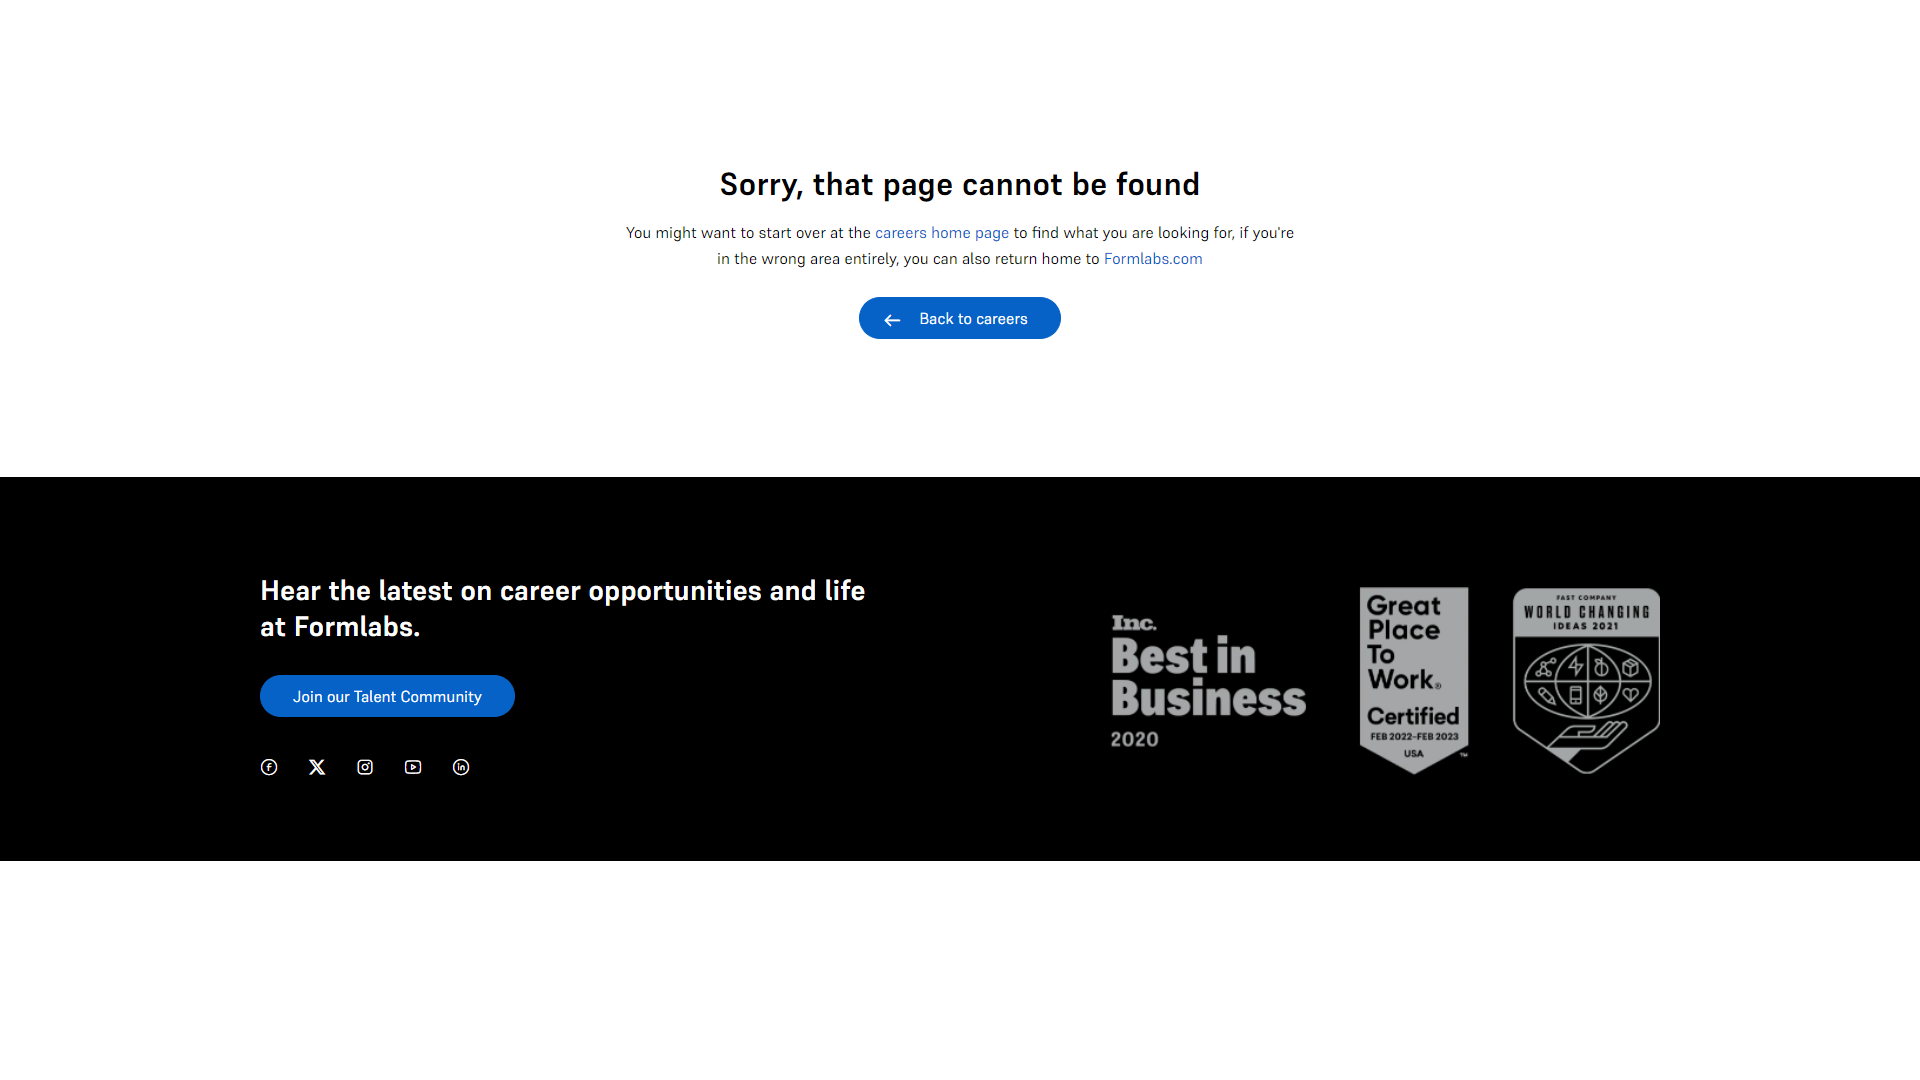 Sorry, that page cannot be found
You might want to start over at the careers home page to find what you are looking for, if you're
in the wrong area entirely, you can also return home to Formlabs.com
Back to careers
Hear the latest on career opportunities and life
at Formlabs.
Join our Talent Community
Inc.
Best in
Business
2020
Great
Place
To
Work®
Certified
FEB 2022-FEB 2023
USA
™
FAST COMPANY
WORLD CHANGING
IDEAS 2021